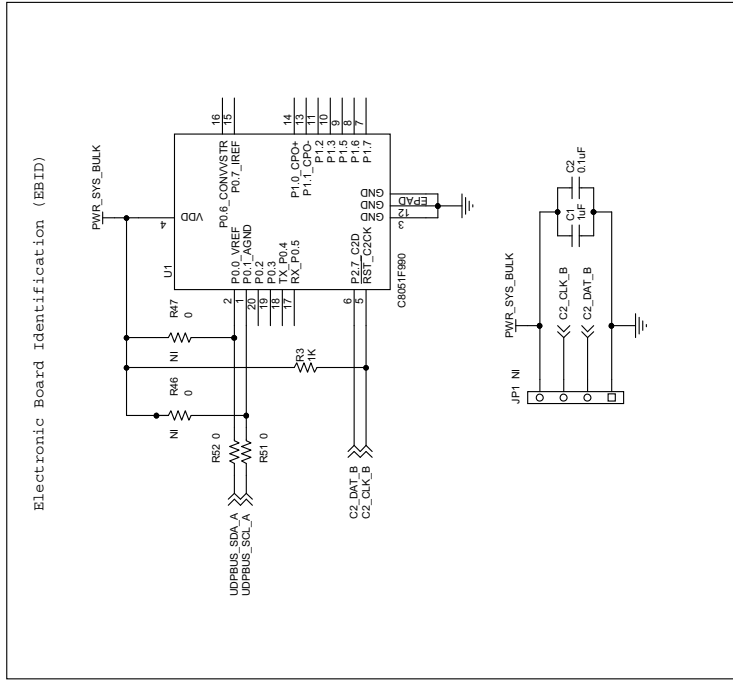 Electronic Board Identification (EBID)
PWR_SYS_BULK
R47
0
NI
R46
0
NI
R52 0
R51 0
UDPBUS_SDA_A
UDPBUS_SCL_A
R3
1K
C2_DAT_B
C2_CLK_B
U1
4
VDD
2
P0.0_VREF
1
P0.1_AGND
20
P0.2
19
P0.3
18
TX_P0.4
17
RX_P0.5
6
P2.7_C2D
5
RST_C2CK
P0.6_CONVVSTR
16
P0.7_IREF
15
P1.0_CPO+
14
P1.1_CPO-
13
P1.2
11
P1.3
10
P1.5
9
P1.6
8
P1.7
7
GND
GND
GND
3
12
EPAD
C8051F990
PWR_SYS_BULK
JP1 NI
C2_CLK_B
C2_DAT_B
C1
1uF
C2
0.1uF